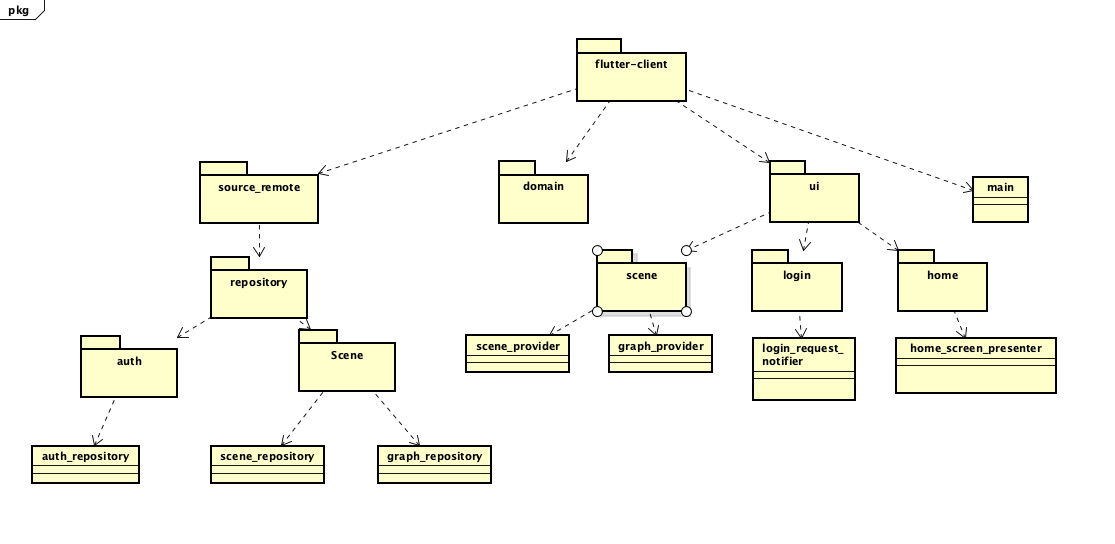 pkg
flutter-client
source_remote
domain
ui
main
repository
scene
login
home
auth
Scene
scene_provider
graph_provider
login_request_
notifier
home_screen_presenter
auth_repository
scene_repository
graph_repository